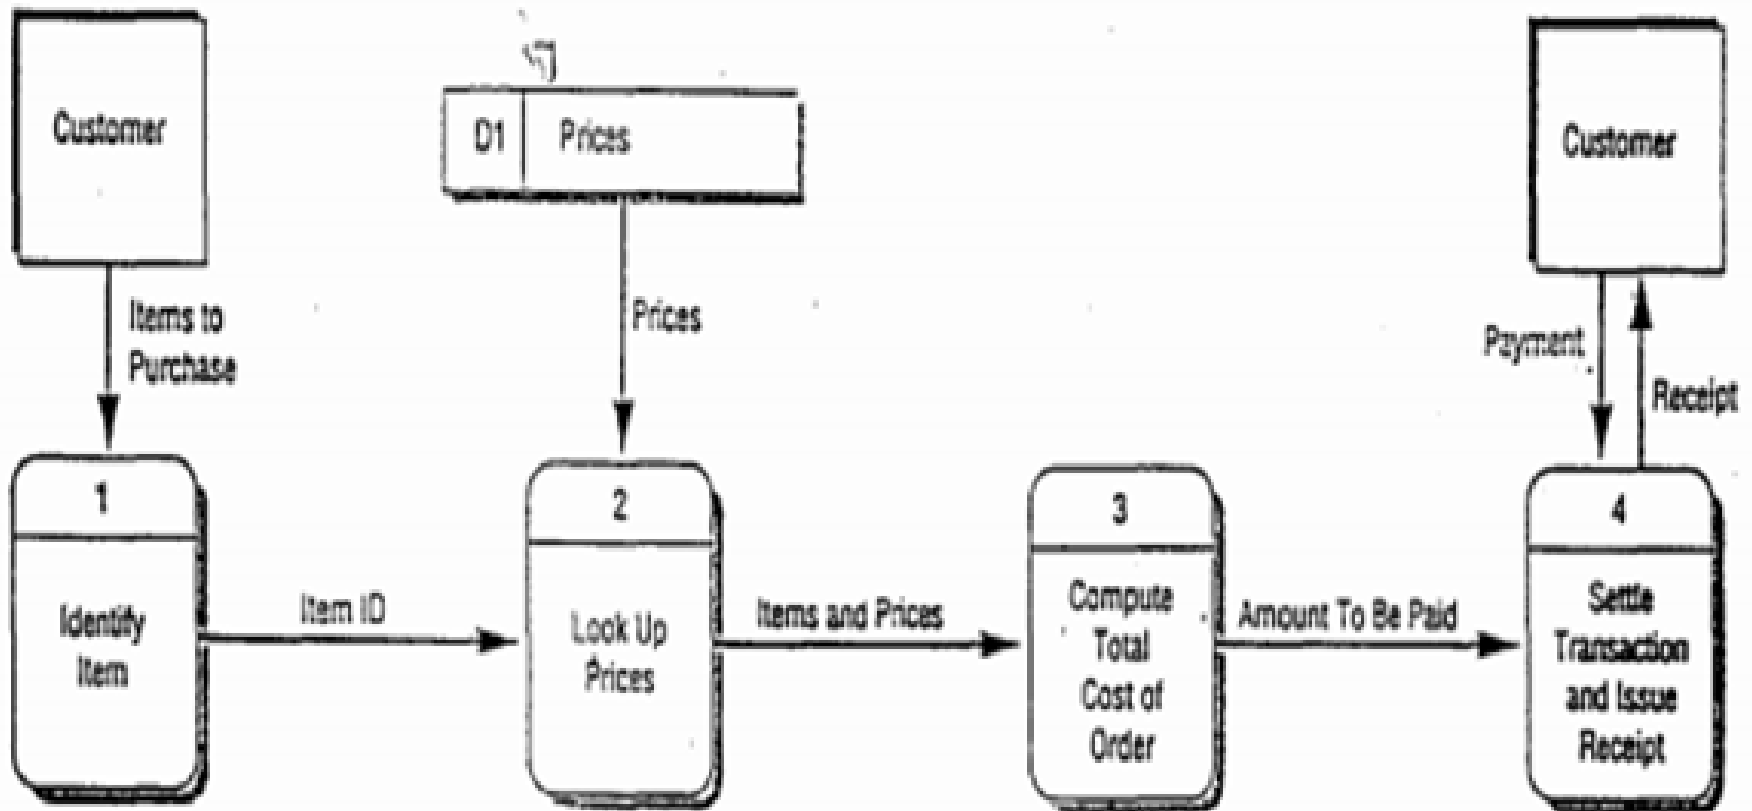 Customer
D1 Prices
Customer
Items to
Purchase
Prices
Payment
Receipt
1
Identify
Item
Item ID
2
Look Up
Prices
Items and Prices
3
Compute
Total
Cost of
Order
Amount To Be Paid
4
Settle
Transaction
and Issue
Receipt